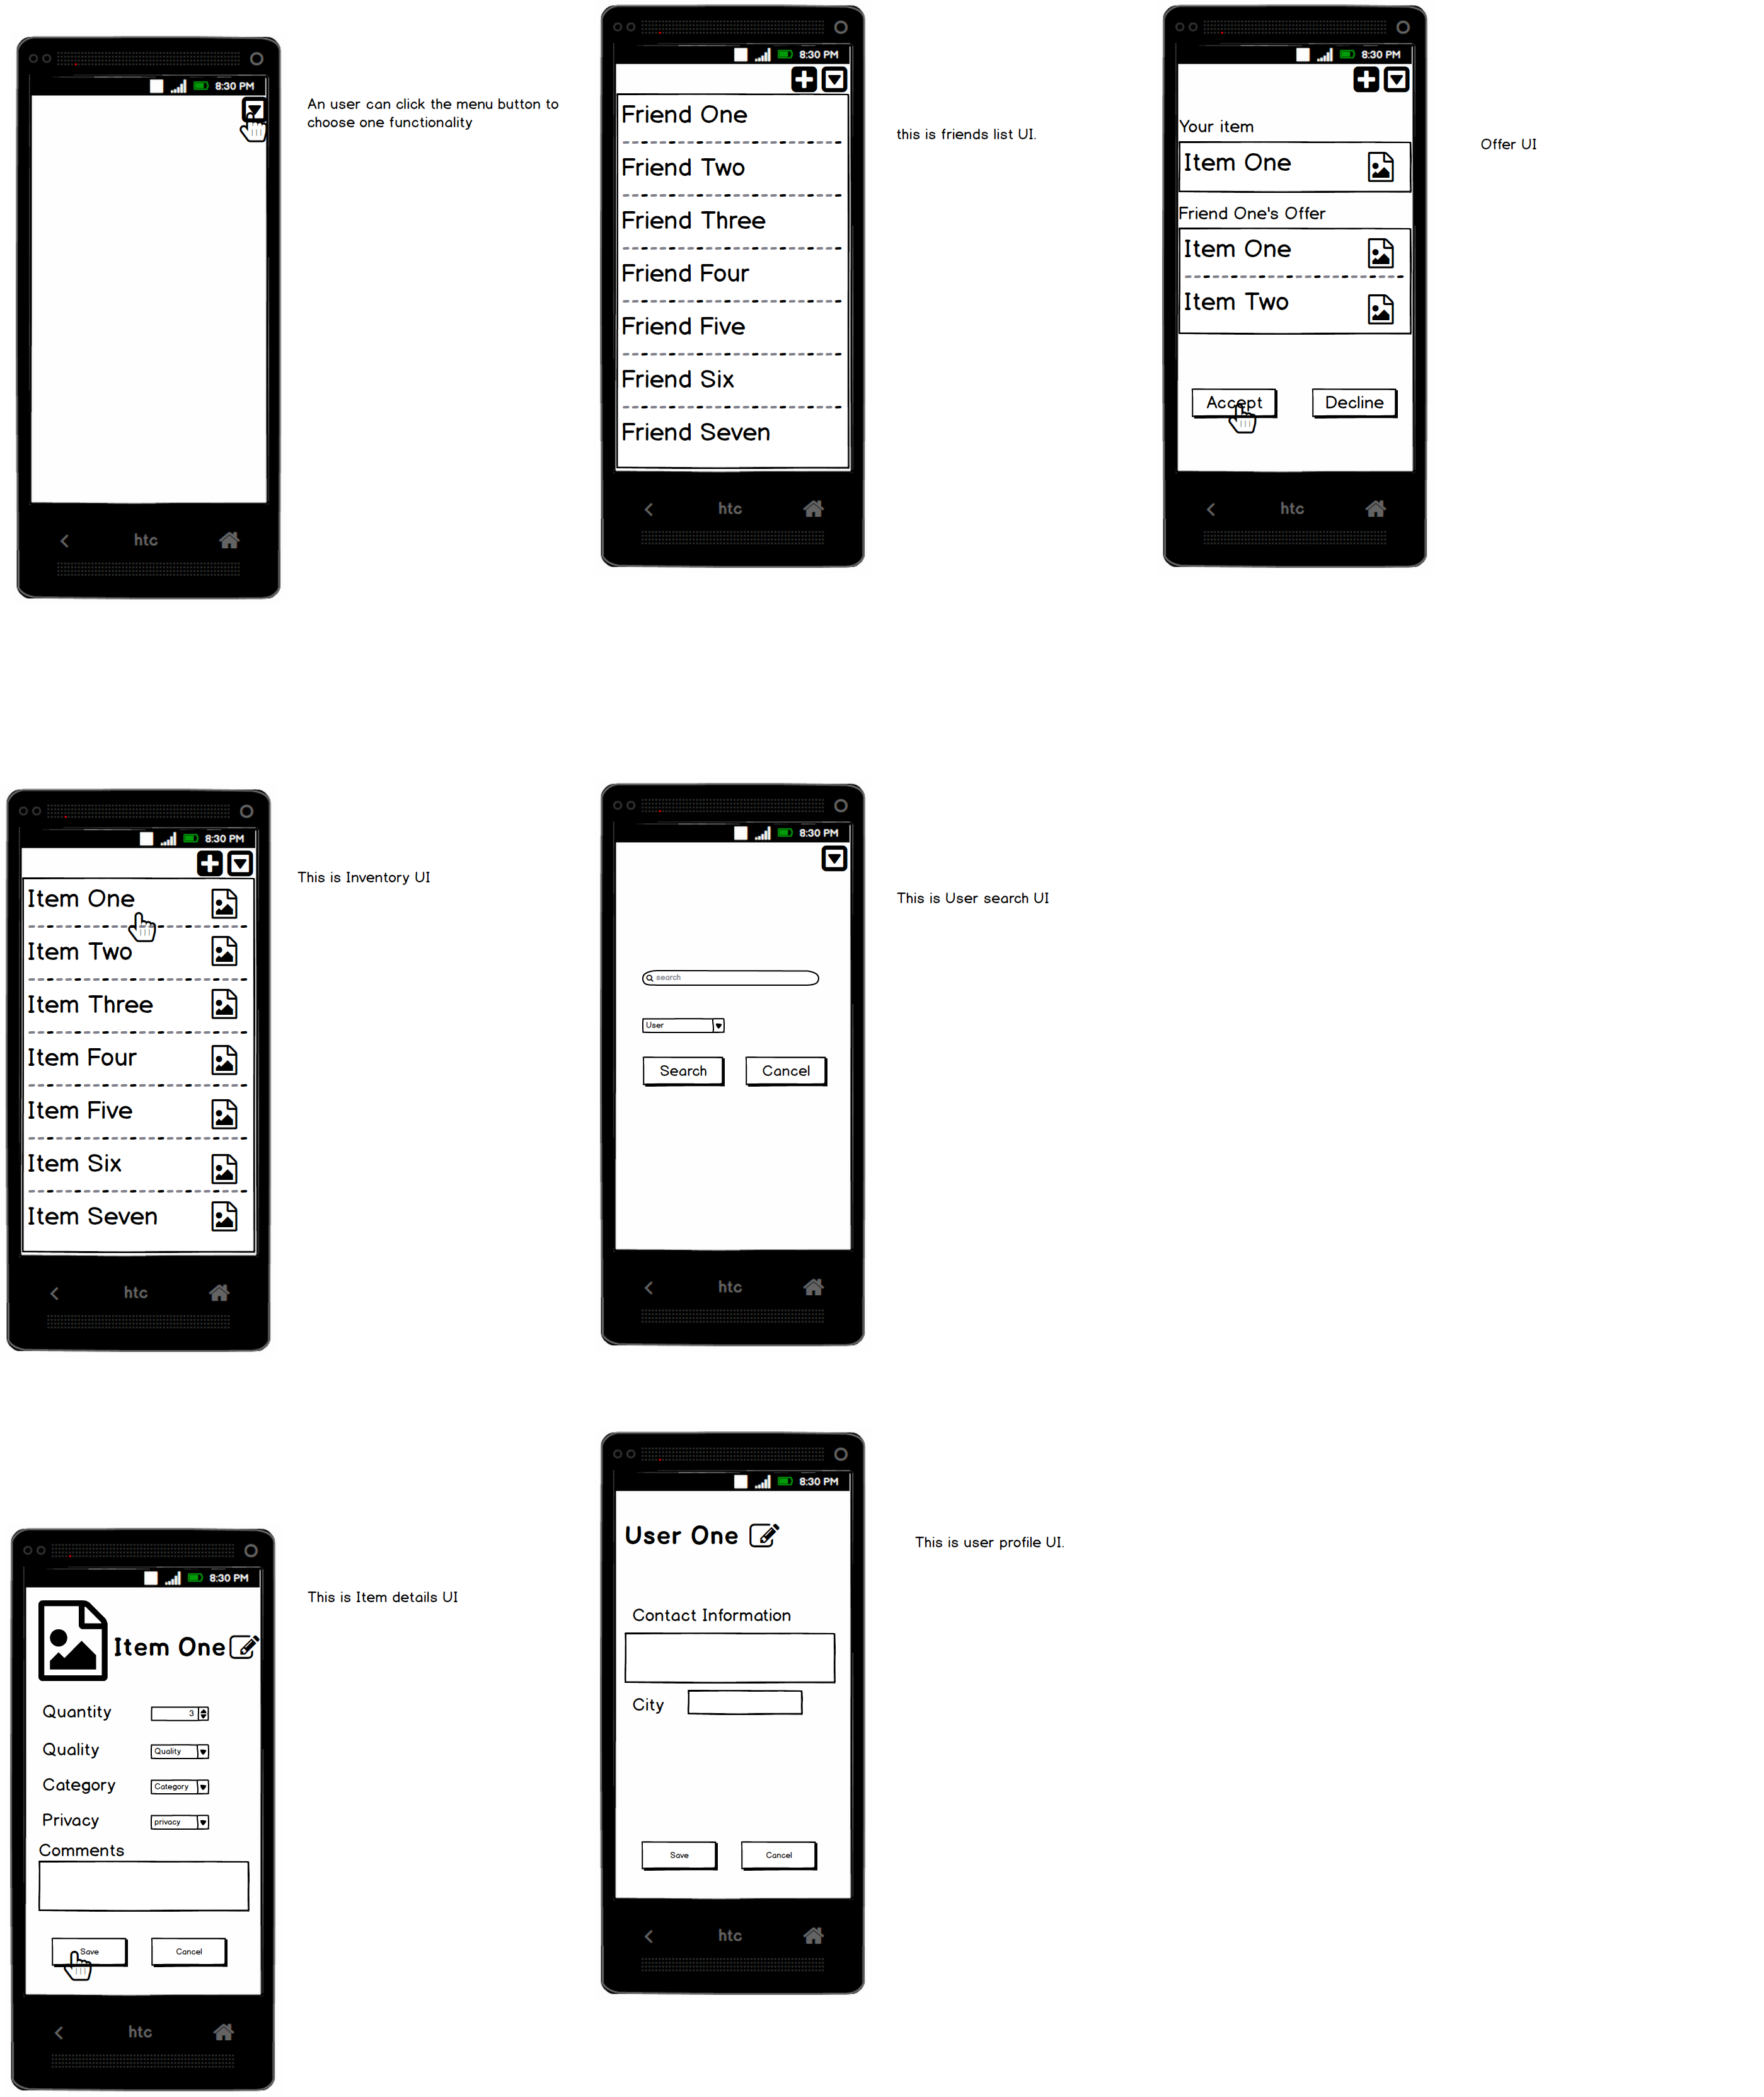 8:30 PM
An user can click the menu button to
choose one functionality
htc
8:30 PM
Friend One
Friend Two
Friend Three
Friend Four
Friend Five
Friend Six
Friend Seven
htc
this is friends list UI.
8:30 PM
Your item
Item One
Friend One's Offer
Item One
Item Two
Accept
Decline
htc
Offer UI
8:30 PM
Item One
Item Two
Item Three
Item Four
Item Five
Item Six
Item Seven
htc
This is Inventory UI
8:30 PM
search
User
Search
Cancel
htc
This is User search UI
8:30 PM
Item One
Quantity
3
Quality
Quality
Category
Category
Privacy
privacy
Comments
Save
Cancel
htc
This is Item details UI
8:30 PM
User One
Contact Information
City
Save
Cancel
htc
This is user profile UI.